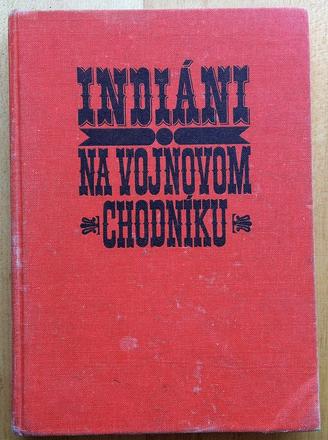 INDIÁNI
NA VOJNOVOM
CHODNÍKU